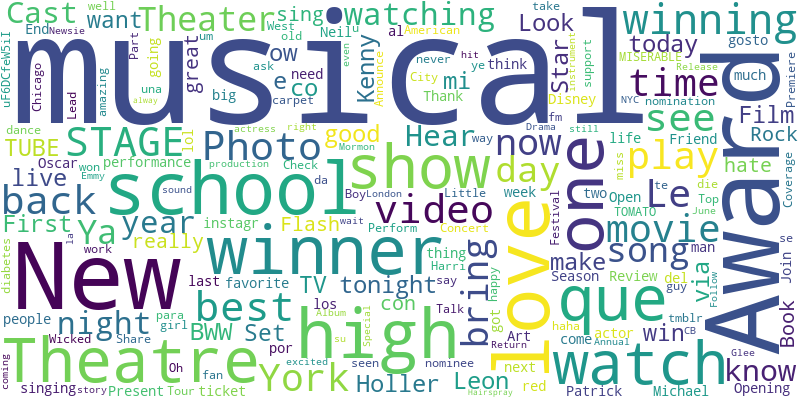 Cast well want Theater sing watching take Cast winning
uF6DCfeW5iI End Newsie Part going great West old Neil u al American Look today gosto
musical
Award
Chicago Lead amazing una um ow Kenny even never ye hit think Star instrument support MISERABLE Release Premiere
ask need e co mi City Announce Thank Disney NYC time nomination much
big carpet fm Film
dance TUBE STAGE lol Photo good Hear now way Drama still see Rock
Oscar actress right Mormon one life Friend hate
live performance won Emmy production Check show day play miss die Coverage
back school sound da Boy London Little week two Open te Le Top
First Ya year instagr Flash video Perform wait Concert Festival TOMATO June movie man se
la work really Harri thing bring love make song via Join
New winner last favorite TV tonight say got happy Season Review del guy Book
diabetes people night para girl best los Album con Talk Art actor tmblr Follow
Wicked Share BWW Set su Special seen nominee Return que win come Annual CB
Theatre por high Leon next watch Glee know
coming singing story Oh fan York Holler excited red haha Patrick Michael Opening
Present Tour ticket Hairspray